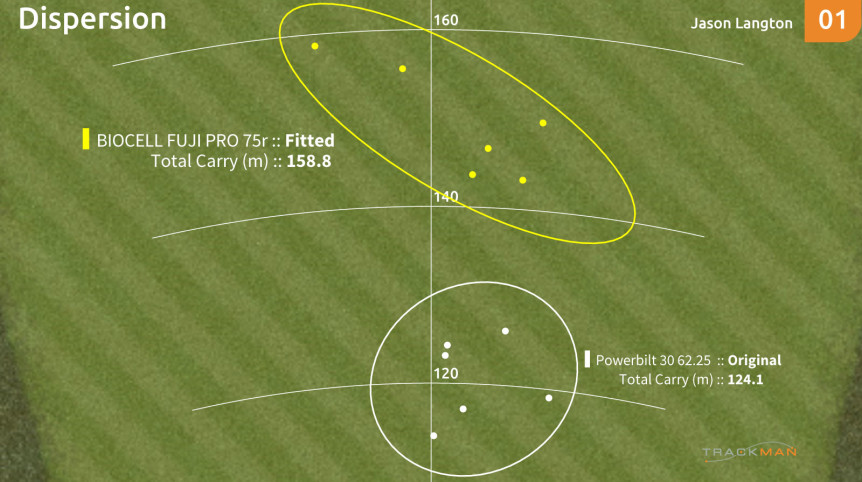 Dispersion
Jason Langton
01
160
BIOCELL FUJI PRO 75r :: Fitted
Total Carry (m) :: 158.8
140
Powerbilt 30 62.25 :: Original
120
Total Carry (m) :: 124.1
TRACKMAN